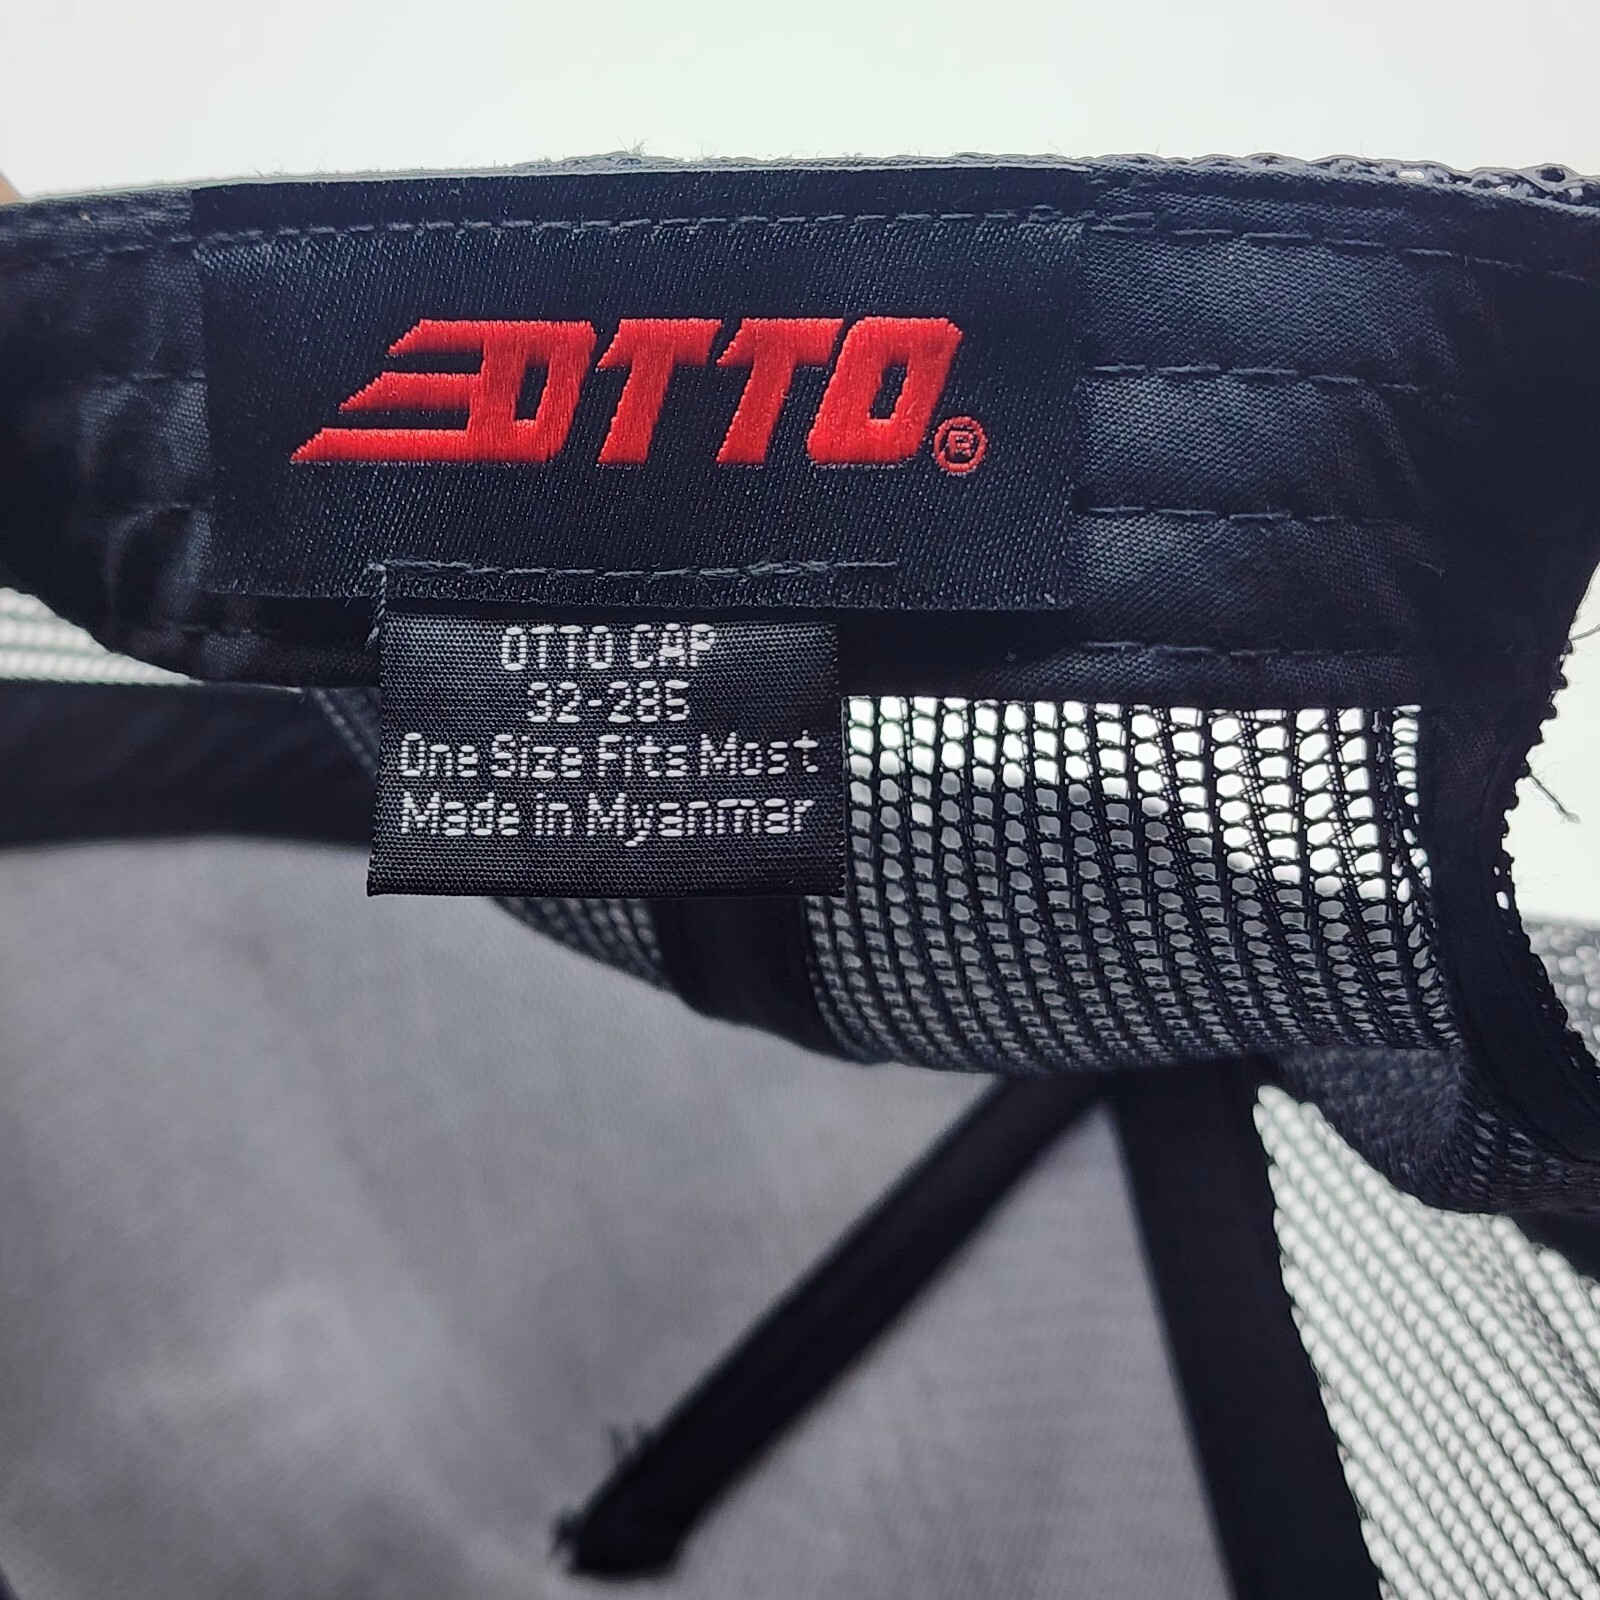 OTTO®
OTTO CAP
32-285
One Size Fits Most
Made in Myanmar